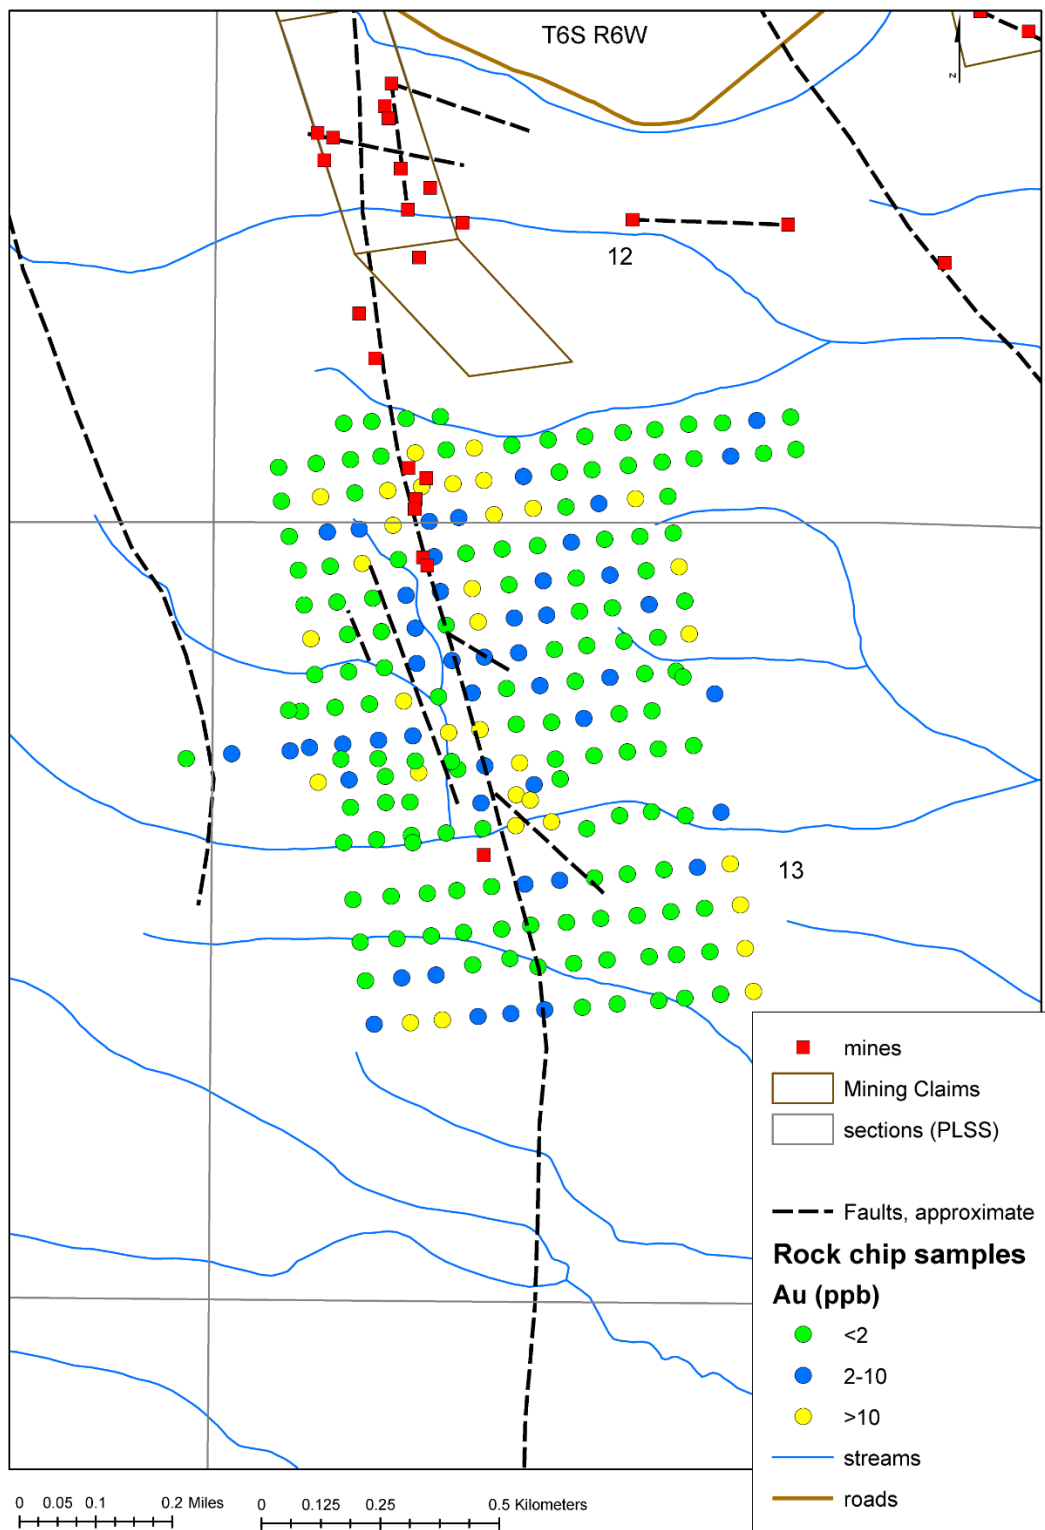 T6S R6W
z
12
13
mines
Mining Claims
sections (PLSS)
Faults, approximate
Rock chip samples
Au (ppb)
<2
2-10
>10
streams
roads
0 0.05 0.1 0.2 Miles
0 0.125 0.25 0.5 Kilometers